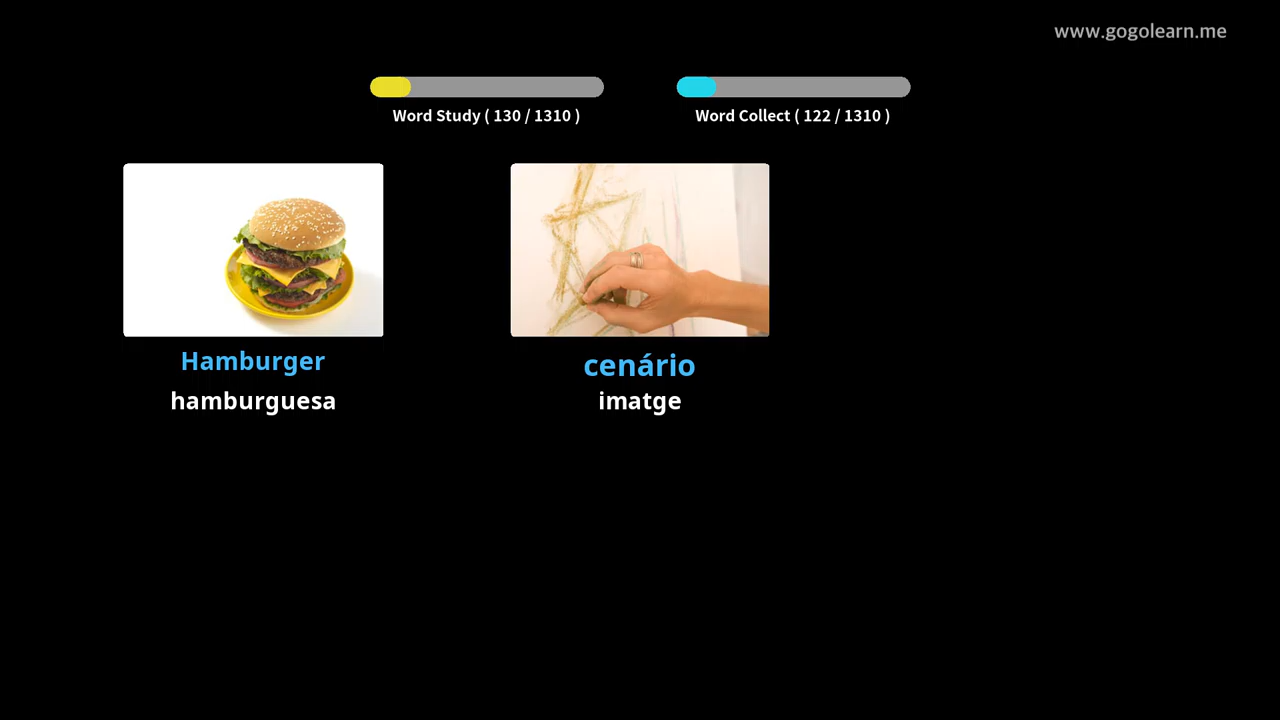 www.gogolearn.me
Word Study ( 130 / 1310 )
Word Collect ( 122 / 1310 )
Hamburger
hamburguesa
cenário
imatge